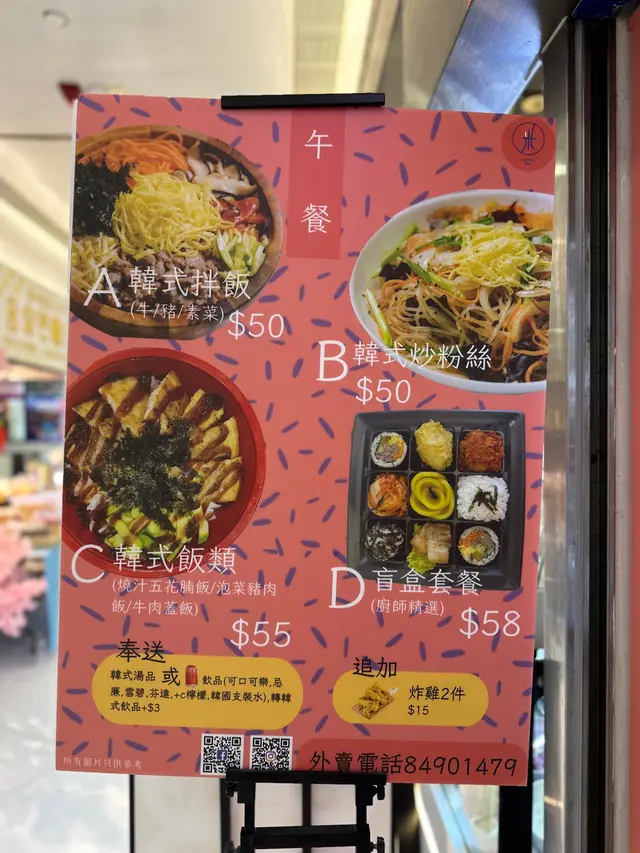 午
餐
A 韓式拌飯
(牛/豬/素菜)
$50
B 韓式炒粉絲
$50
C 韓式飯類
(燒汁五花腩飯/泡菜豬肉
飯/牛肉蓋飯)
$55
D 盲盒套餐
(廚師精選)
$58
奉送
韓式湯品 或 飲品(可口可樂,忌
廉,雪碧,芬達,+c檸檬,韓國支裝水),轉韓
式飲品+$3
追加
炸雞2件
$15
所有圖片只供參考
外賣電話84901479